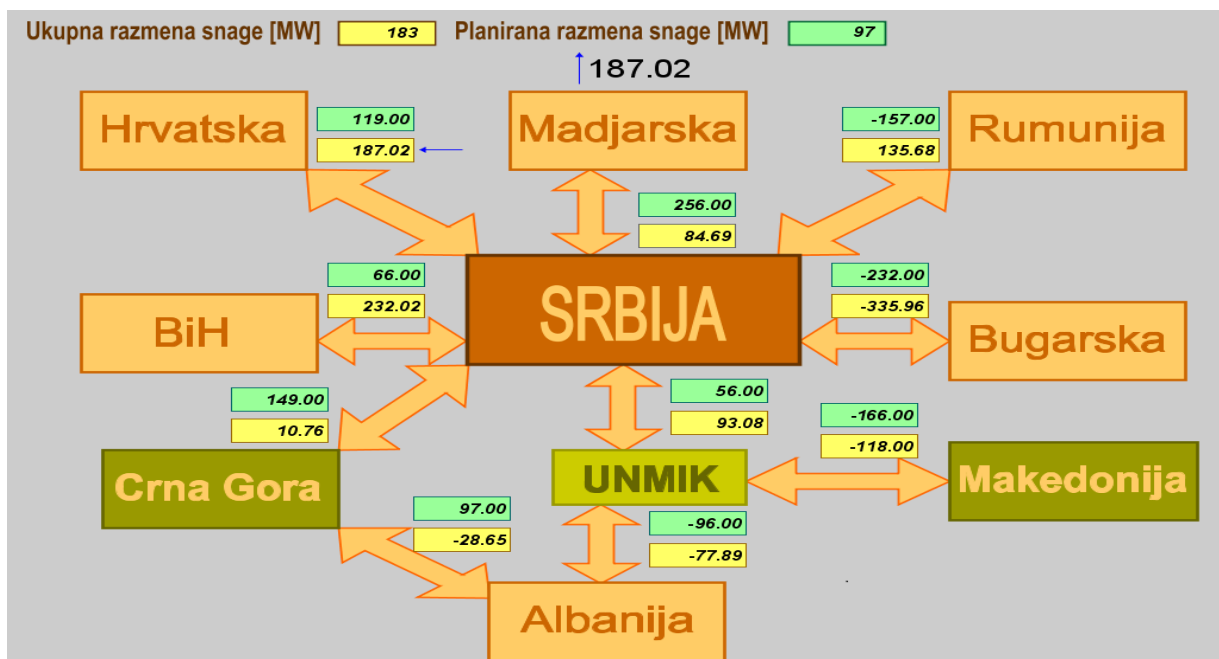 Ukupna razmena snage [MW] 183 Planirana razmena snage [MW] 97
187.02
Hrvatska 119.00 Madjarska -157.00 Rumunija
187.02 135.68
256.00
84.69
66.00 SRBIJA -232.00
232.02 -335.96
BiH Bugarska
149.00 56.00 -166.00
10.76 93.08 -118.00
Crna Gora UNMIK Makedonija
97.00 -96.00
-28.65 -77.89
Albanija